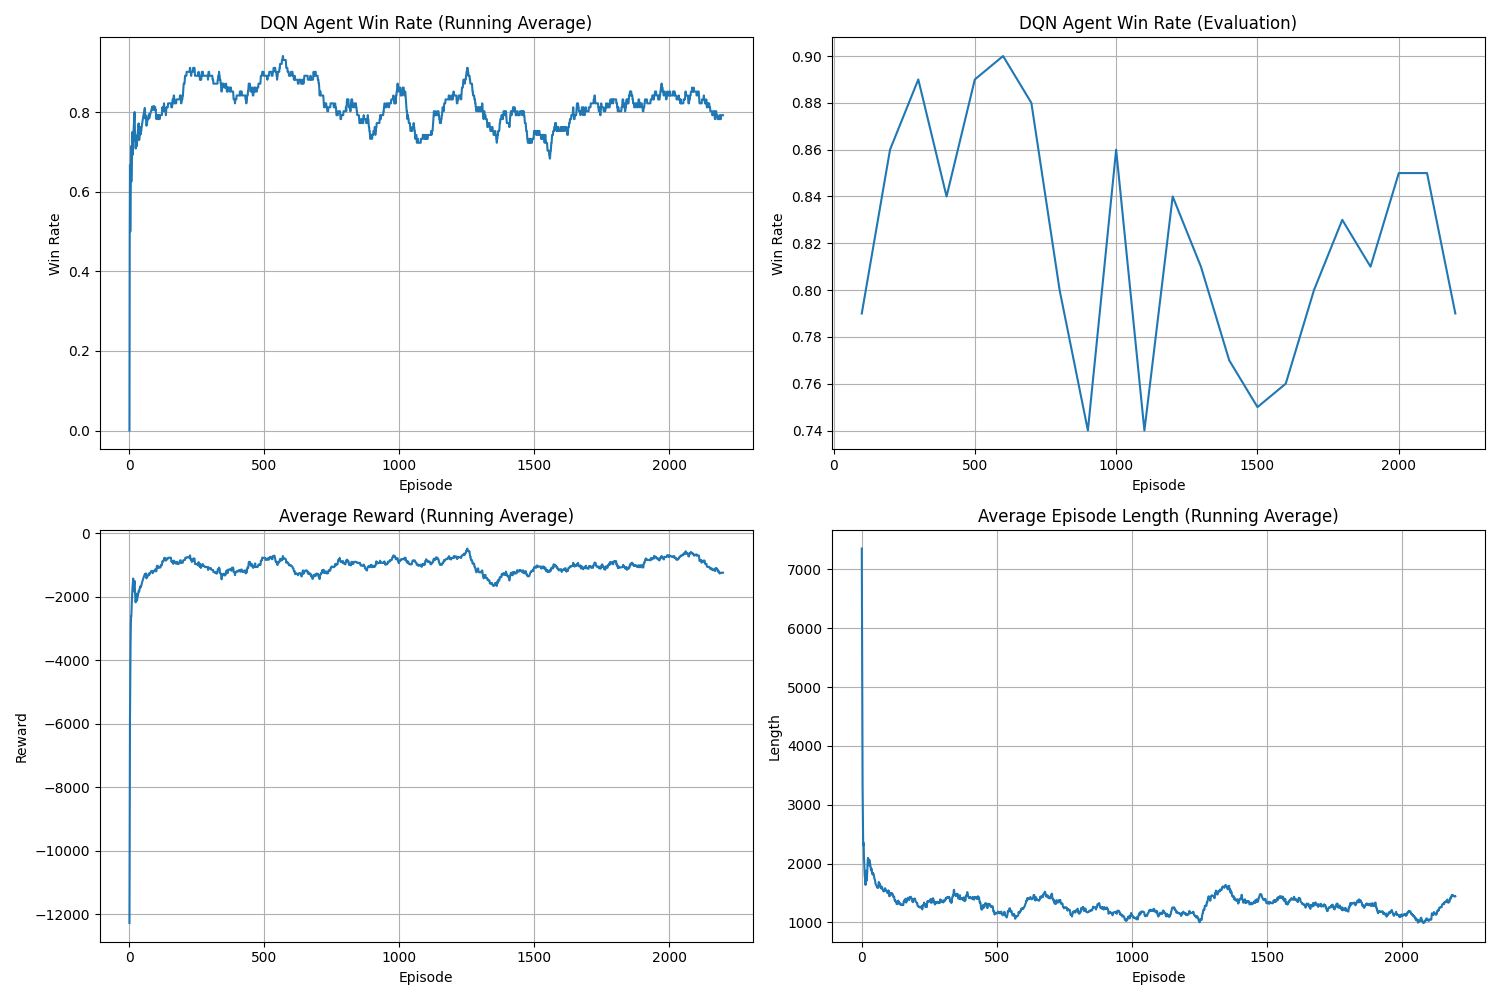 DQN Agent Win Rate (Running Average)
Win Rate
0.8
0.6
0.4
0.2
0.0
0 500 1000 1500 2000
Episode
DQN Agent Win Rate (Evaluation)
Win Rate
0.90
0.88
0.86
0.84
0.82
0.80
0.78
0.76
0.74
0 500 1000 1500 2000
Episode
Average Reward (Running Average)
Reward
0
−2000
−4000
−6000
−8000
−10000
−12000
0 500 1000 1500 2000
Episode
Average Episode Length (Running Average)
Length
7000
6000
5000
4000
3000
2000
1000
0 500 1000 1500 2000
Episode